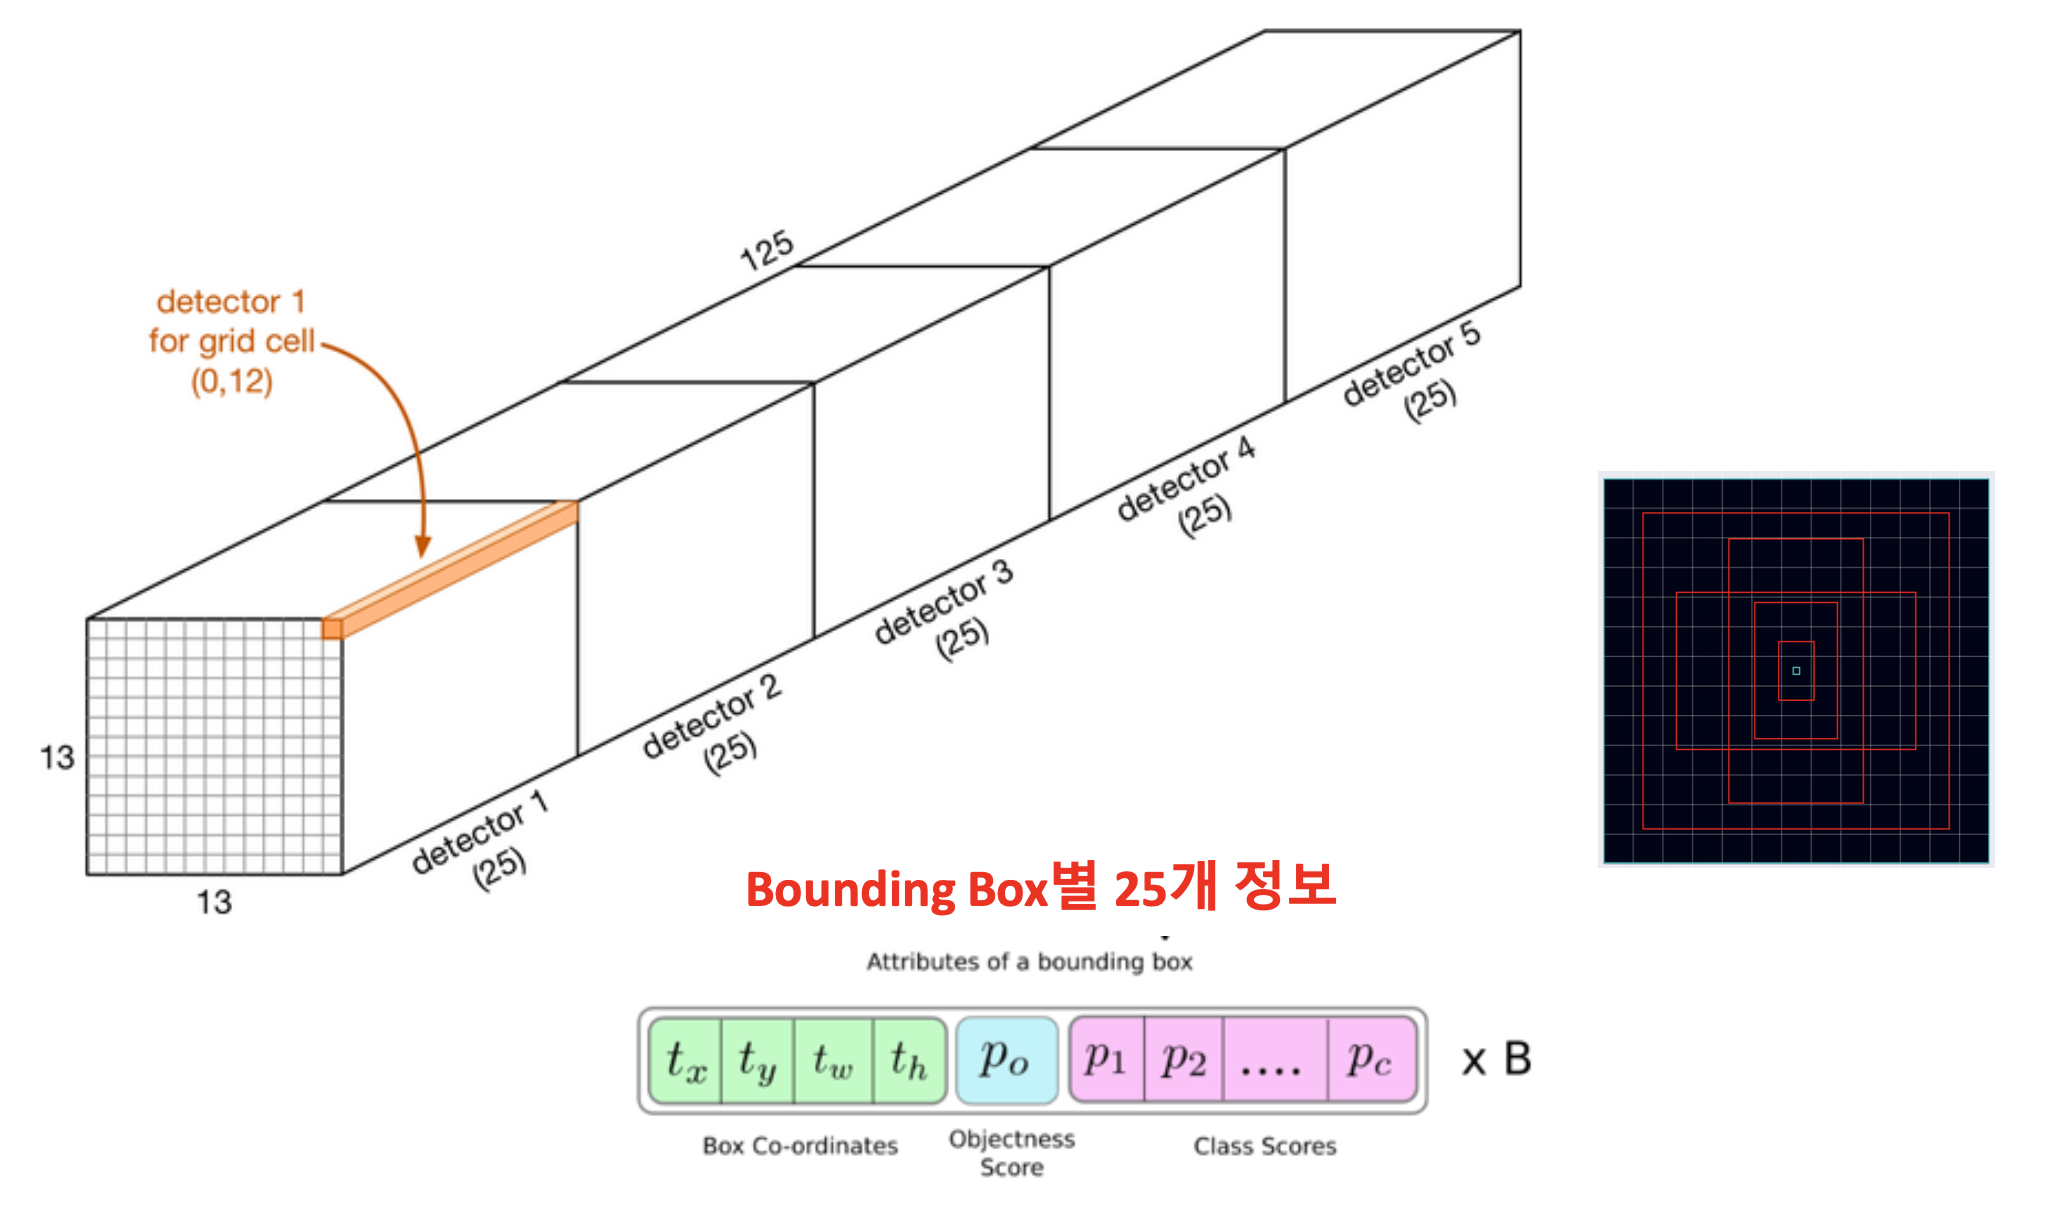 125
detector 1
for grid cell
(0,12)
detector 5
(25)
detector 4
(25)
detector 3
(25)
detector 2
(25)
detector 1
(25)
13
13
Bounding Box별 25개 정보
Attributes of a bounding box
t_x t_y t_w t_h p_o p_1 p_2 .... p_c x B
Box Co-ordinates
Objectness
Score
Class Scores